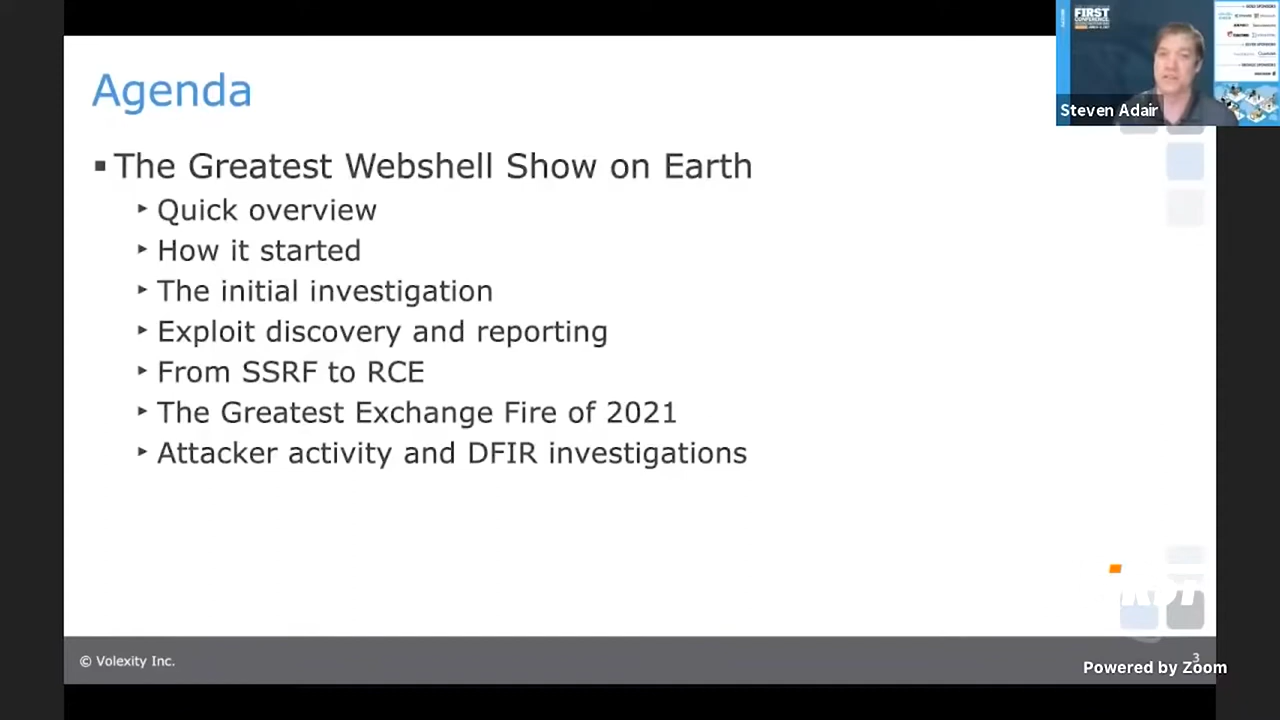 Agenda
The Greatest Webshell Show on Earth
Quick overview
How it started
The initial investigation
Exploit discovery and reporting
From SSRF to RCE
The Greatest Exchange Fire of 2021
Attacker activity and DFIR investigations
FIRST
CONFERENCE
Steven Adair
© Volexity Inc.
3
Powered by Zoom